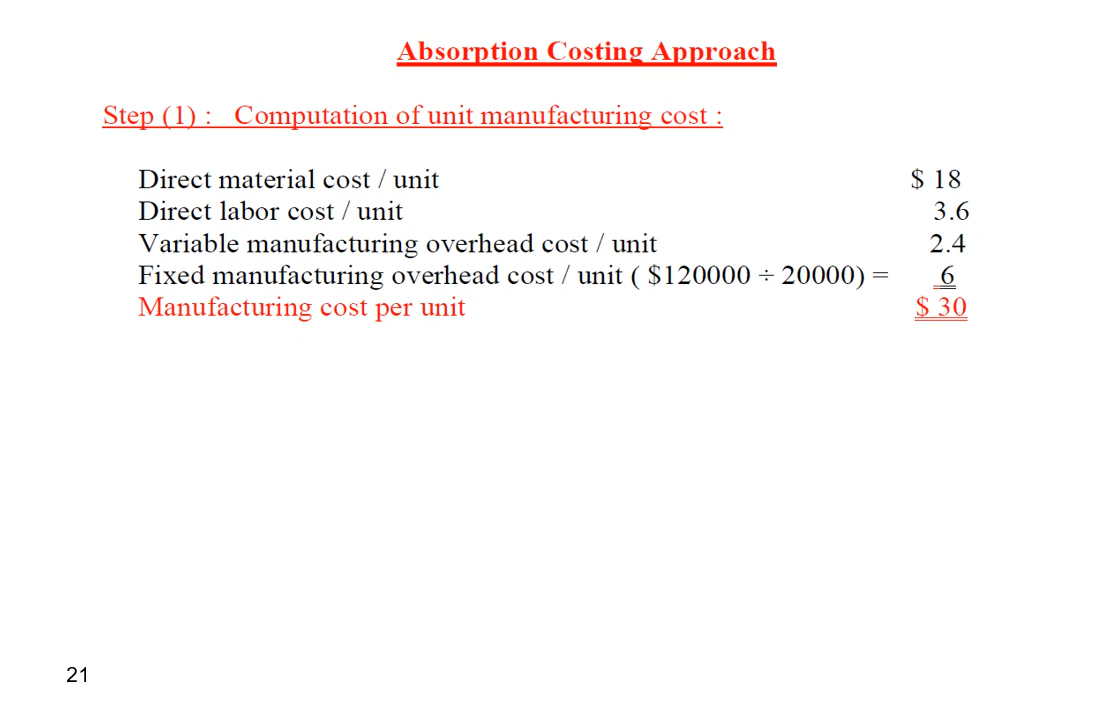 Absorption Costing Approach
Step (1) : Computation of unit manufacturing cost :
Direct material cost / unit $ 18
Direct labor cost / unit 3.6
Variable manufacturing overhead cost / unit 2.4
Fixed manufacturing overhead cost / unit ( $120000 ÷ 20000) = 6
Manufacturing cost per unit $ 30
21